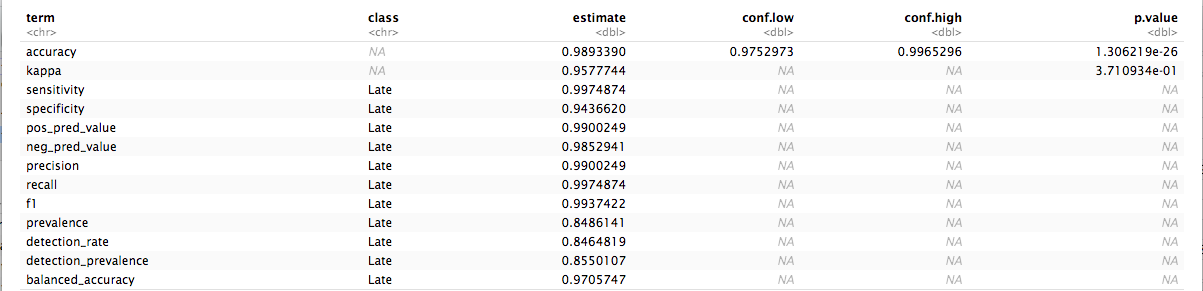 term class estimate conf.low conf.high p.value
<chr> <chr> <dbl> <dbl> <dbl> <dbl>
accuracy NA 0.9893390 0.9752973 0.9965296 1.306219e-26
kappa NA 0.9577744 NA NA 3.710934e-01
sensitivity Late 0.9974874 NA NA NA
specificity Late 0.9436620 NA NA NA
pos_pred_value Late 0.9900249 NA NA NA
neg_pred_value Late 0.9852941 NA NA NA
precision Late 0.9900249 NA NA NA
recall Late 0.9974874 NA NA NA
f1 Late 0.9937422 NA NA NA
prevalence Late 0.8486141 NA NA NA
detection_rate Late 0.8464819 NA NA NA
detection_prevalence Late 0.8550107 NA NA NA
balanced_accuracy Late 0.9705747 NA NA NA